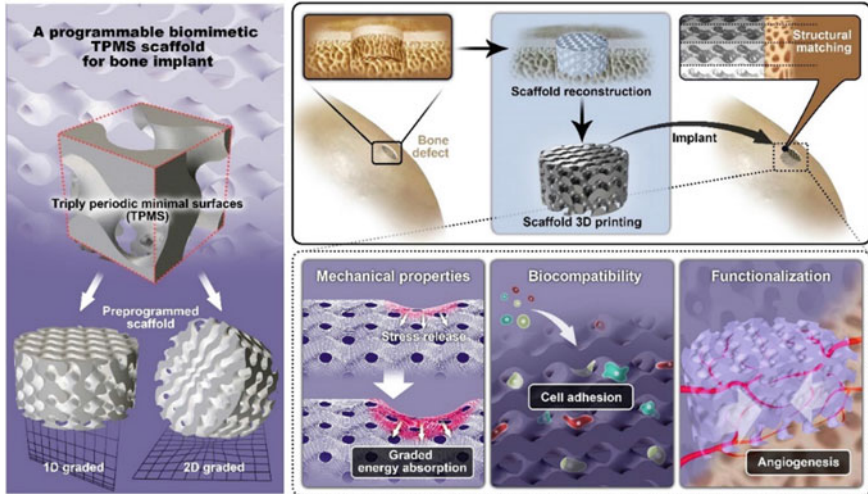 A programmable biomimetic
TPMS scaffold
for bone implant
Triply periodic minimal surfaces
(TPMS)
Preprogrammed
scaffold
1D graded
2D graded
Bone
defect
Scaffold reconstruction
Scaffold 3D printing
Implant
Structural
matching
Mechanical properties
Stress release
Graded
energy absorption
Biocompatibility
Cell adhesion
Functionalization
Angiogenesis